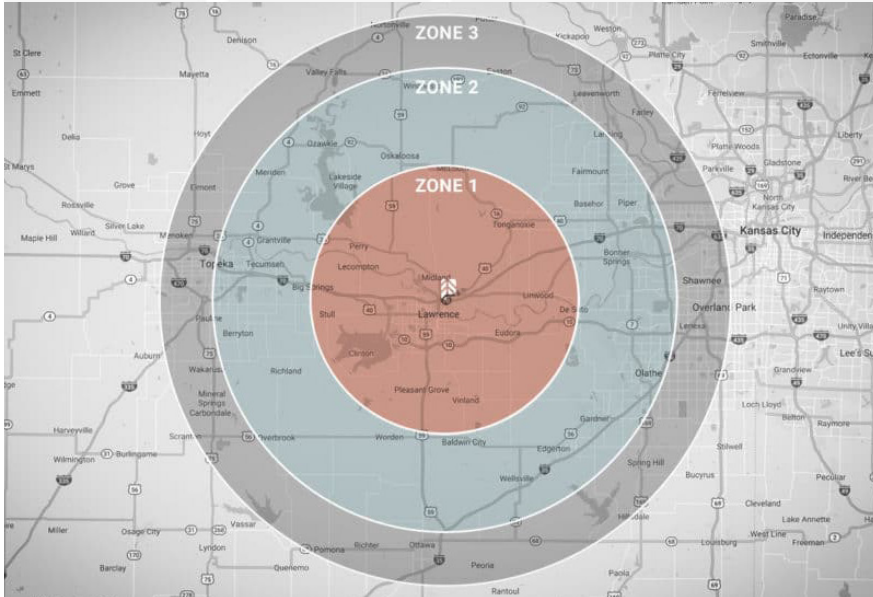 Nortonville
ZONE 3
Kickapoo
Weston
Smithville
Paradise
Denison
Platte City
Ectonville
St Clere
Mayetta
Valley Falls
Easton
ZONE 2
Leavenworth
Ferrelview
Emmett
Farley
Hoyt
Lansing
Liberty
Delia
Ozawkie
Oskaloosa
Platte Woods
Parkville
Gladstone
St Marys
Meriden
Fairmount
Grove
Elmont
Lakeside
Village
ZONE 1
North
Kansas City
Rossville
Basehor
Piper
Silver Lake
Tonganoxie
Willard
Menoken
Grantville
Perry
Kansas City
Independen
Maple Hill
Topeka
Tecumseh
Lecompton
Midland
Bonner
Springs
Shawnee
Big Springs
Linwood
Raytown
Stull
Lawrence
De Soto
Overland Park
Pauline
Berryton
Eudora
Lenexa
Unity Villa
Auburn
Clinton
Lee's Su
Wakarusa
Richland
Olathe
Grandview
Pleasant Grove
Vinland
Mineral
Springs
Carbondale
Loch Lloyd
Belton
Raymore
Gardner
Harveyville
Scranton
Overbrook
Worden
Baldwin City
Edgerton
Stilwell
Burlingame
Wilmington
Spring Hill
Bucyrus
Peculiar
Wellsville
Cleveland
Vassar
Hillsdale
Lake Annette
Miller
Osage City
West Line
Freeman
Lyndon
Pomona
Richter
Ottawa
Louisburg
Barclay
Quenemo
Peoria
Paola
Rantoul